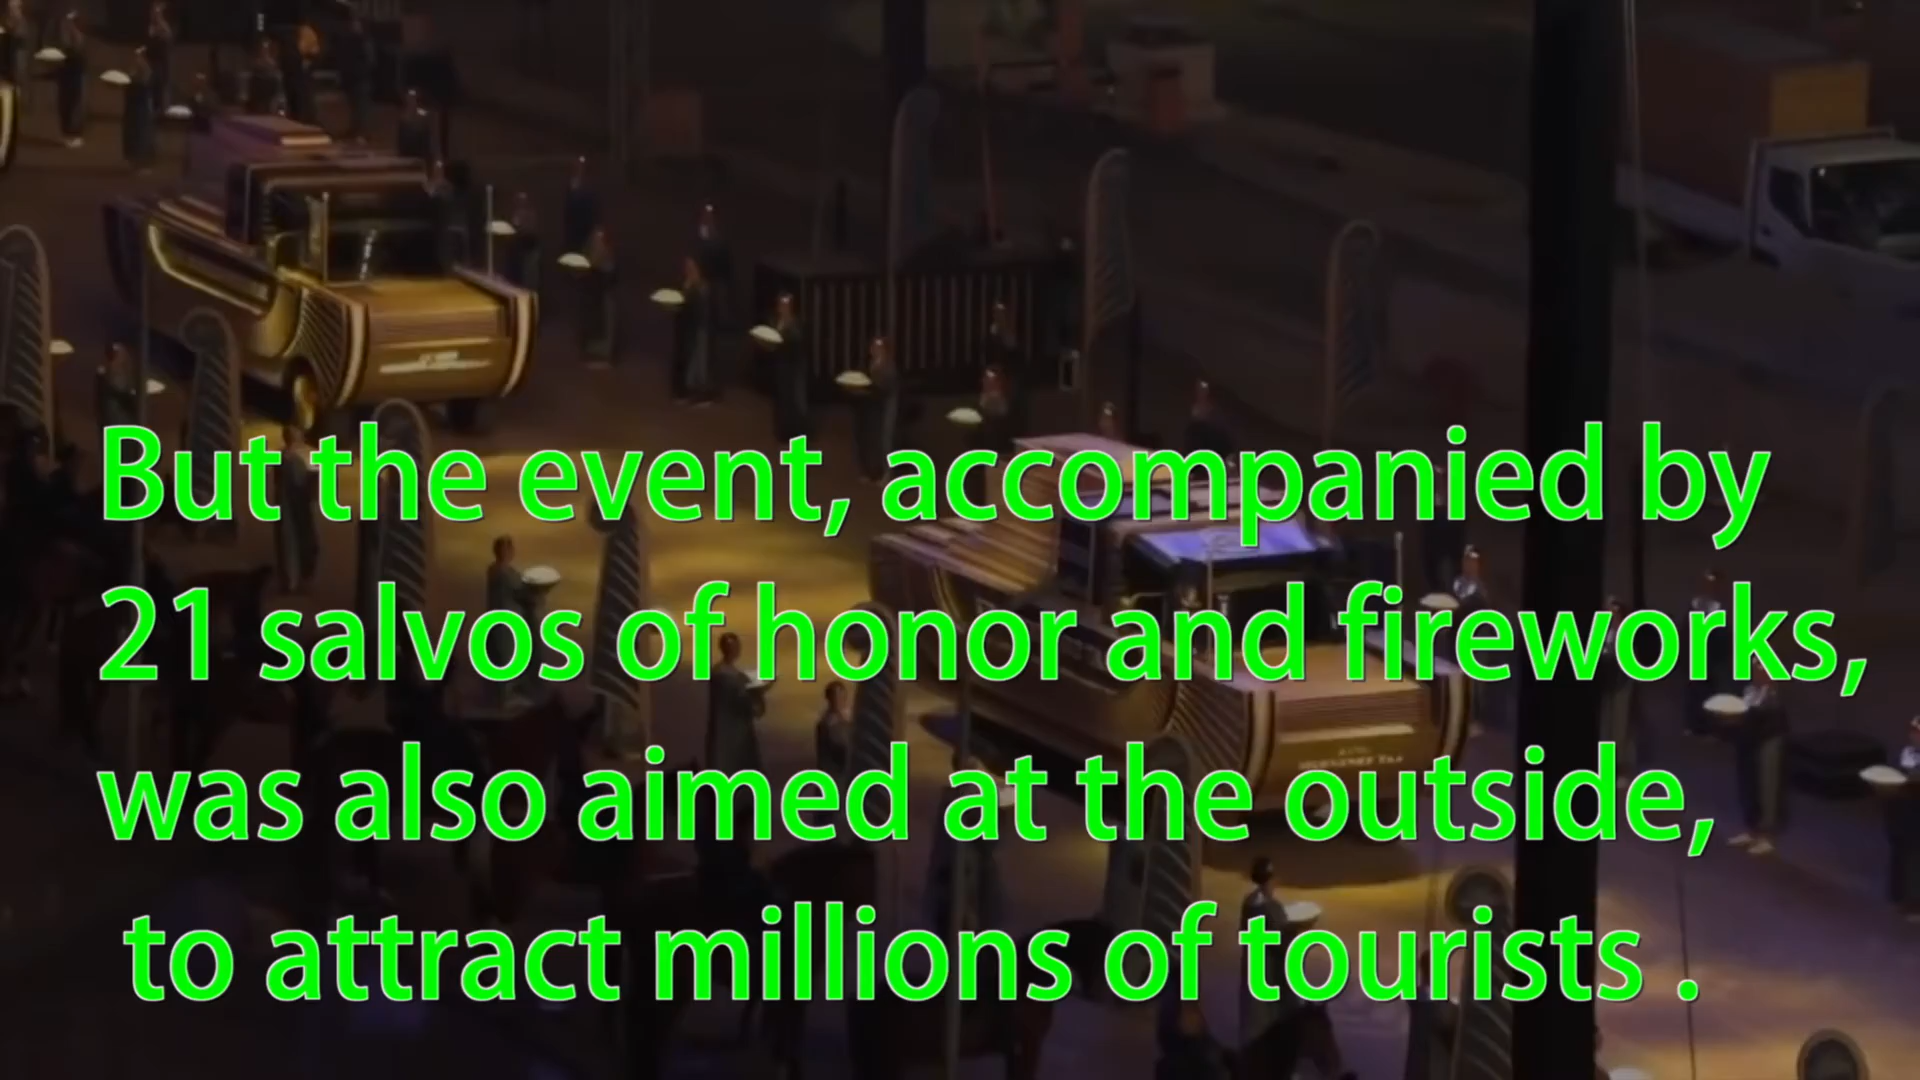 But the event, accompanied by
21 salvos of honor and fireworks,
was also aimed at the outside,
to attract millions of tourists .